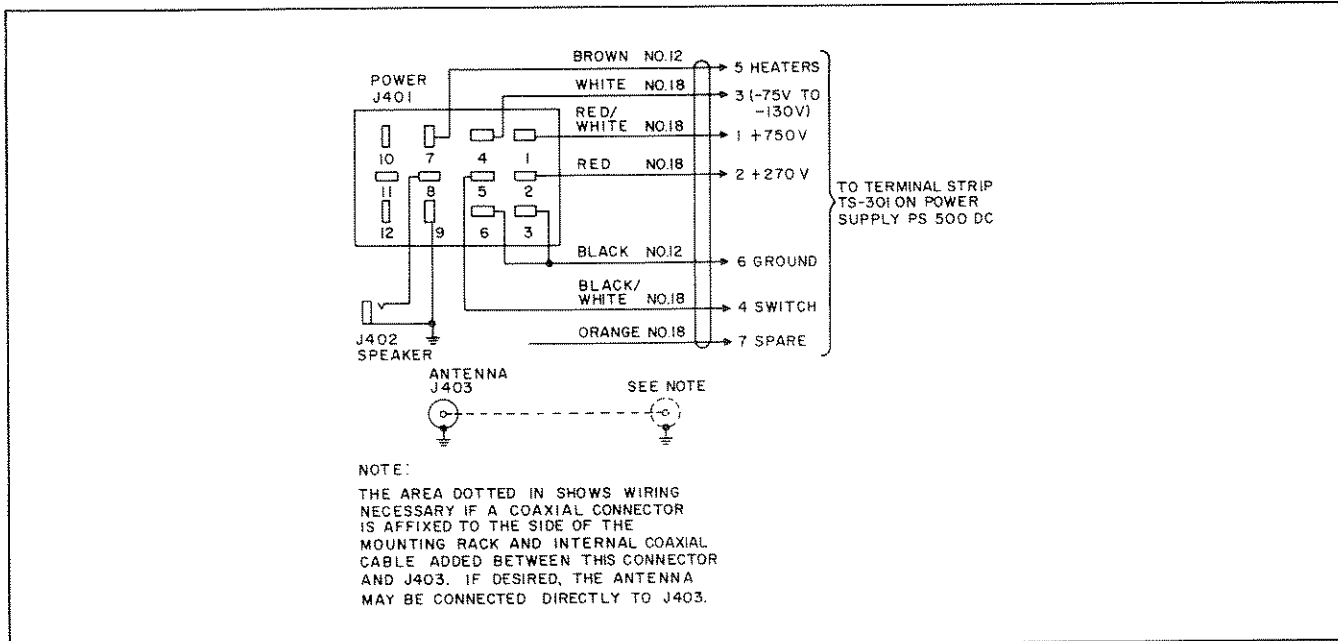 BROWN NO.12
5 HEATERS
POWER
J401
WHITE NO.18
3 (-75V TO
-130V)
RED/
WHITE NO.18
1 +750V
10 7 4 1
RED NO.18
2 +270 V
11 8 5 2
TO TERMINAL STRIP
TS-301 ON POWER
SUPPLY PS 500 DC
12 9 6 3
BLACK NO.12
6 GROUND
BLACK/
WHITE NO.18
4 SWITCH
ORANGE NO.18
7 SPARE
J402
SPEAKER
ANTENNA
J403
SEE NOTE
NOTE:
THE AREA DOTTED IN SHOWS WIRING
NECESSARY IF A COAXIAL CONNECTOR
IS AFFIXED TO THE SIDE OF THE
MOUNTING RACK AND INTERNAL COAXIAL
CABLE ADDED BETWEEN THIS CONNECTOR
AND J403. IF DESIRED, THE ANTENNA
MAY BE CONNECTED DIRECTLY TO J403.